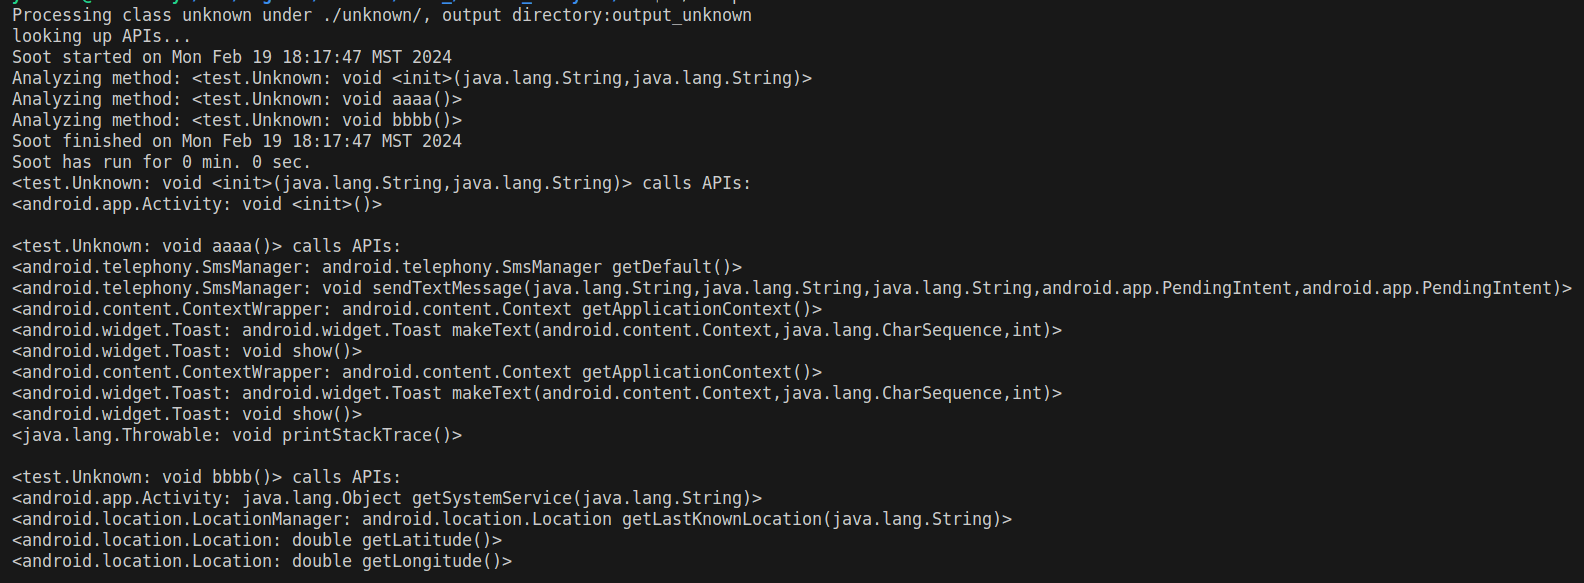 Processing class unknown under ./unknown/, output directory:output_unknown
looking up APIs...
Soot started on Mon Feb 19 18:17:47 MST 2024
Analyzing method: <test.Unknown: void <init>(java.lang.String,java.lang.String)>
Analyzing method: <test.Unknown: void aaaa()>
Analyzing method: <test.Unknown: void bbbb()>
Soot finished on Mon Feb 19 18:17:47 MST 2024
Soot has run for 0 min. 0 sec.
<test.Unknown: void <init>(java.lang.String,java.lang.String)> calls APIs:
<android.app.Activity: void <init>()>

<test.Unknown: void aaaa()> calls APIs:
<android.telephony.SmsManager: android.telephony.SmsManager getDefault()>
<android.telephony.SmsManager: void sendTextMessage(java.lang.String,java.lang.String,java.lang.String,android.app.PendingIntent,android.app.PendingIntent)>
<android.content.ContextWrapper: android.content.Context getApplicationContext()>
<android.widget.Toast: android.widget.Toast makeText(android.content.Context,java.lang.CharSequence,int)>
<android.widget.Toast: void show()>
<android.content.ContextWrapper: android.content.Context getApplicationContext()>
<android.widget.Toast: android.widget.Toast makeText(android.content.Context,java.lang.CharSequence,int)>
<android.widget.Toast: void show()>
<java.lang.Throwable: void printStackTrace()>

<test.Unknown: void bbbb()> calls APIs:
<android.app.Activity: java.lang.Object getSystemService(java.lang.String)>
<android.location.LocationManager: android.location.Location getLastKnownLocation(java.lang.String)>
<android.location.Location: double getLatitude()>
<android.location.Location: double getLongitude()>